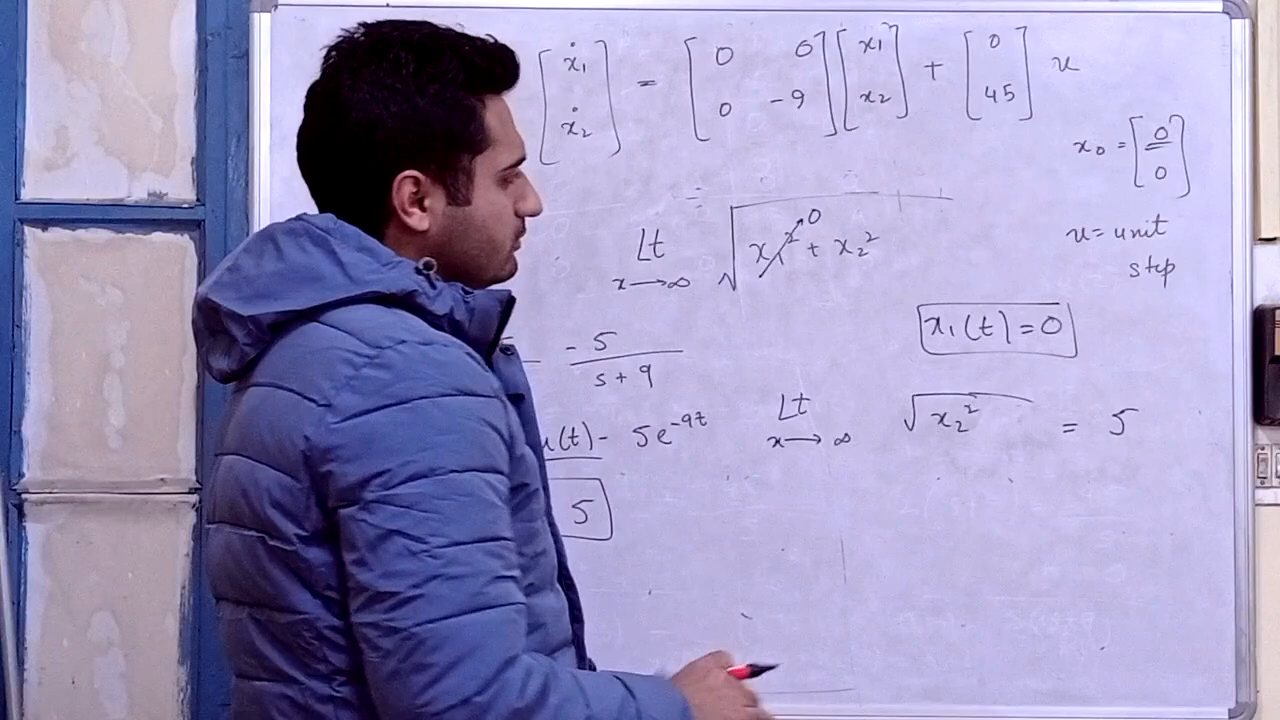 [ẋ1 ẋ2] = [0 0 0 -9] [x1 x2] + [0 45] u
x0 = [0 0]
Lt x→∞ √x1² + x2² 0
u = unit step
x1(t) = 0
-5/s+9
u(t) - 5e^-9t
Lt x→∞ √x2² = 5
5